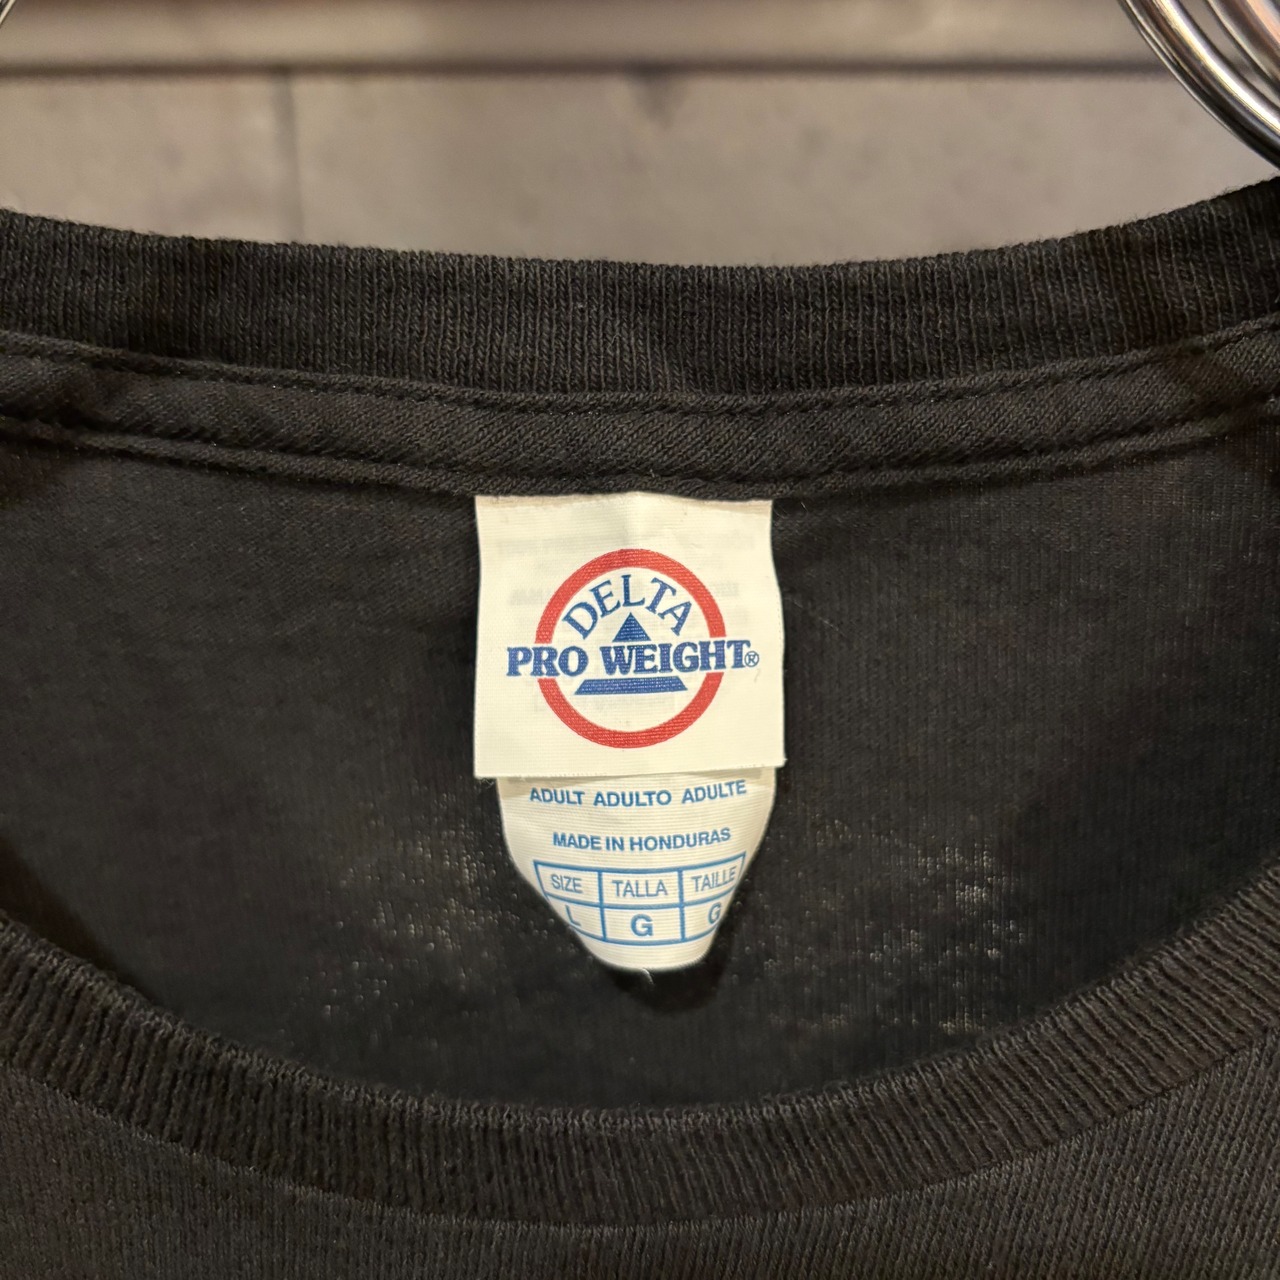 DELTA
PRO WEIGHT®
ADULT ADULTO ADULTE
MADE IN HONDURAS
SIZE TALLA TAILLE
L G G